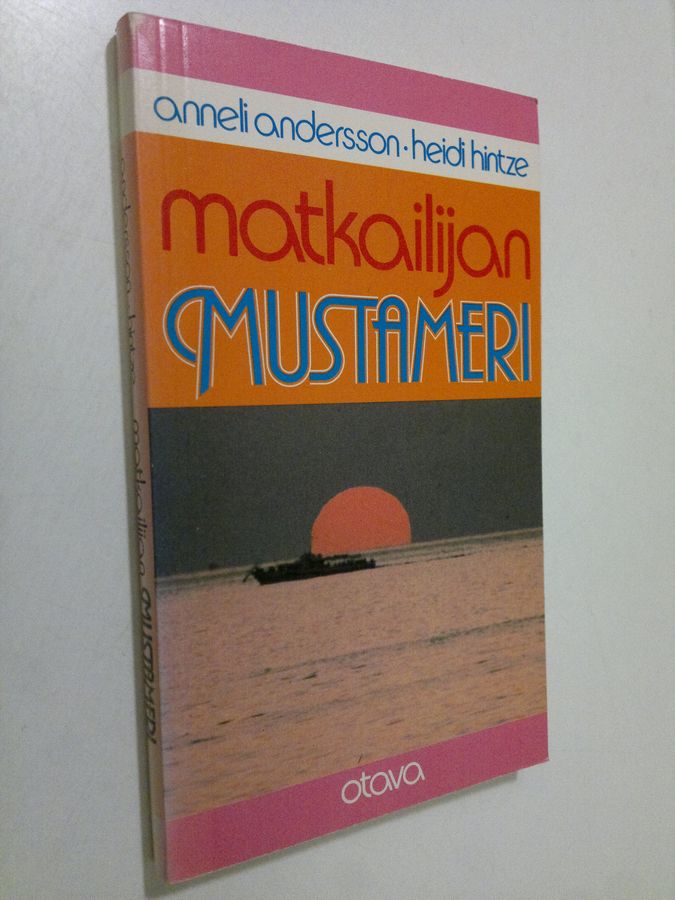 anneli andersson · heidi hintze
matkailijan
MUSTAMERI
otava
andersson · hintze matkailijan MUSTAMERI